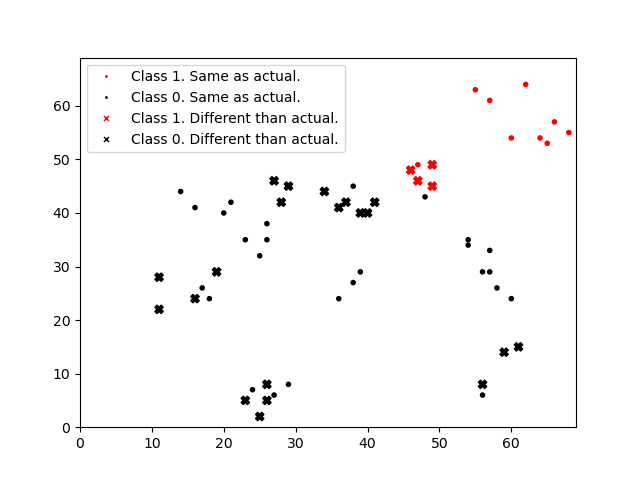 Class 1. Same as actual.
Class 0. Same as actual.
Class 1. Different than actual.
Class 0. Different than actual.
60
50
40
30
20
10
0
0 10 20 30 40 50 60